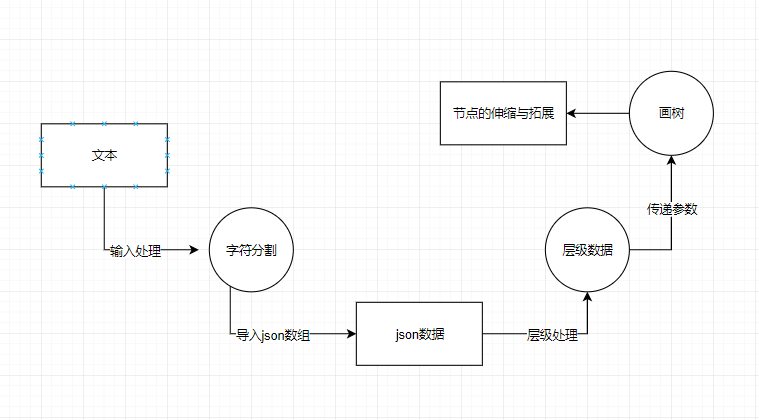 文本
输入处理
字符分割
导入json数组
json数据
层级处理
层级数据
传递参数
画树
节点的伸缩与拓展